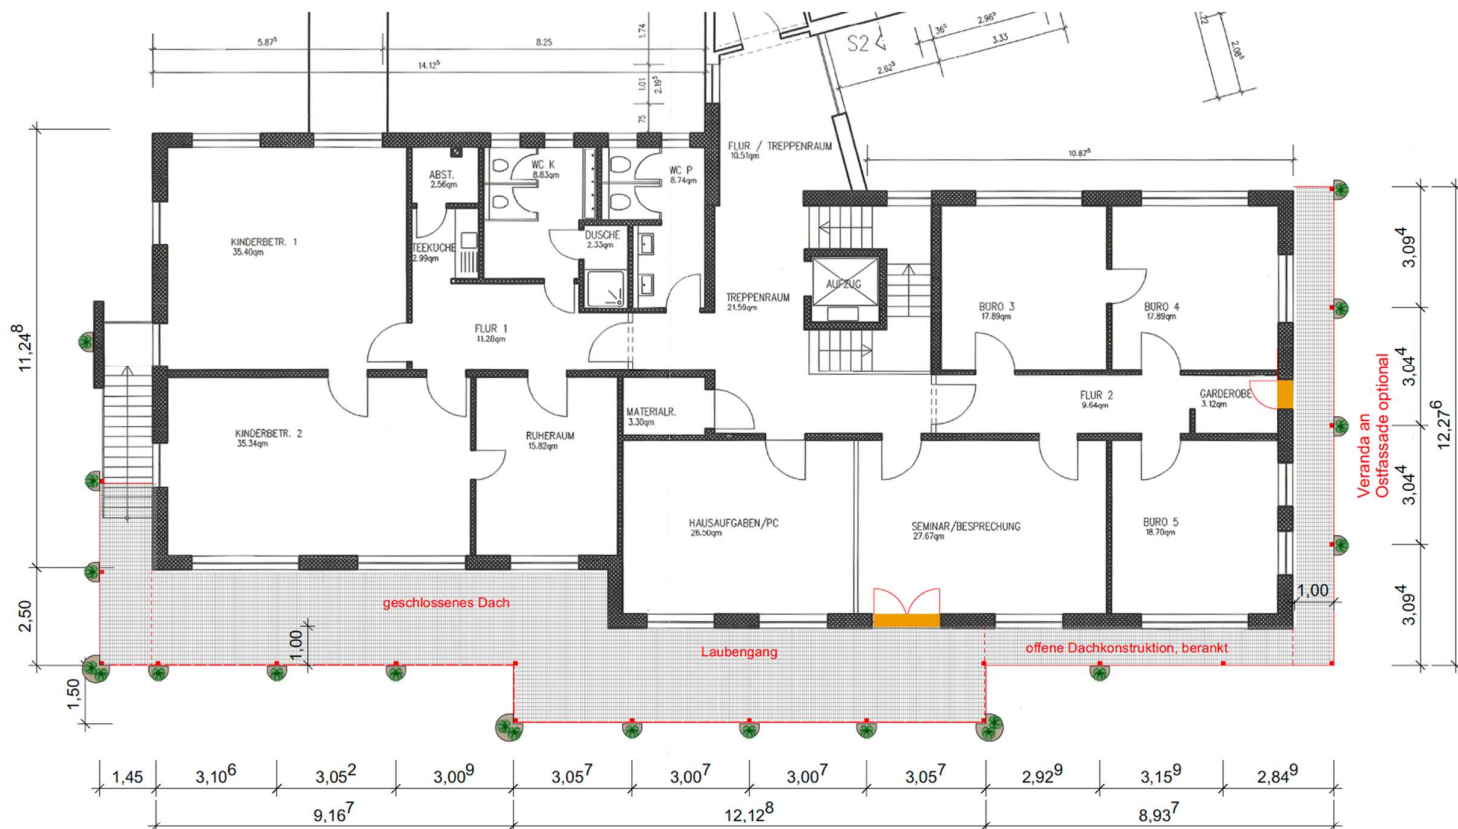 5.87⁵
8.25
14.12⁵
1.74
1.01
2.19⁵
75
S2
36⁵
2.96⁵
3.33
2.62⁵
2.06⁵
10.87⁵
FLUR / TREPPENRAUM
10.51qm
ABST.
2.56qm
WC K
8.83qm
WC P
8.74qm
KINDERBETR. 1
35.40qm
TEEKÜCHE
2.99qm
DUSCHE
2.33qm
FLUR 1
11.20qm
TREPPENRAUM
21.59qm
AUFZUG
BÜRO 3
17.89qm
BÜRO 4
17.89qm
KINDERBETR. 2
35.34qm
RUHERAUM
15.82qm
MATERIALR.
3.30qm
FLUR 2
9.64qm
GARDEROBE
3.12qm
HAUSAUFGABEN/PC
26.50qm
SEMINAR/BESPRECHUNG
27.67qm
BÜRO 5
18.70qm
geschlossenes Dach
Laubengang
offene Dachkonstruktion, berankt
Veranda an
Ostfassade optional
11,24⁸
2,50
1,50
1,00
1,00
3,09⁴
3,04⁴
3,04⁴
3,09⁴
12,27⁶
1,45
3,10⁶
3,05²
3,00⁹
3,05⁷
3,00⁷
3,00⁷
3,05⁷
2,92⁹
3,15⁹
2,84⁹
9,16⁷
12,12⁸
8,93⁷